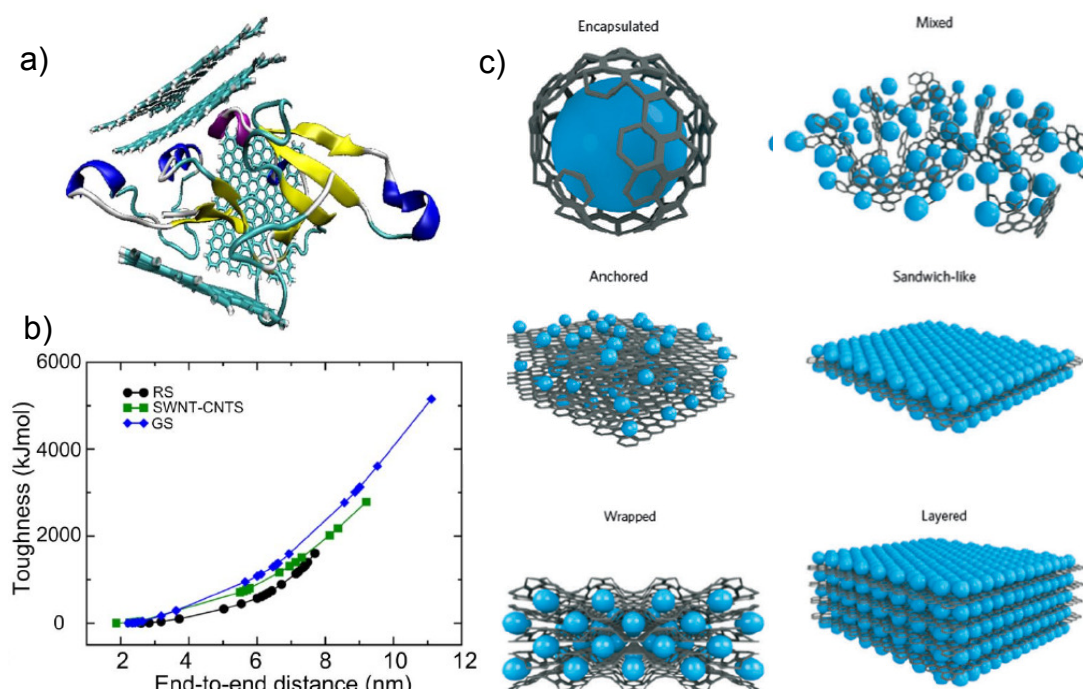 a)
b)
6000
4000
2000
0
Toughness (kJmol)
RS
SWNT-CNTS
GS
2
4
6
8
10
12
End-to-end distance (nm)
c)
Encapsulated
Mixed
Anchored
Sandwich-like
Wrapped
Layered